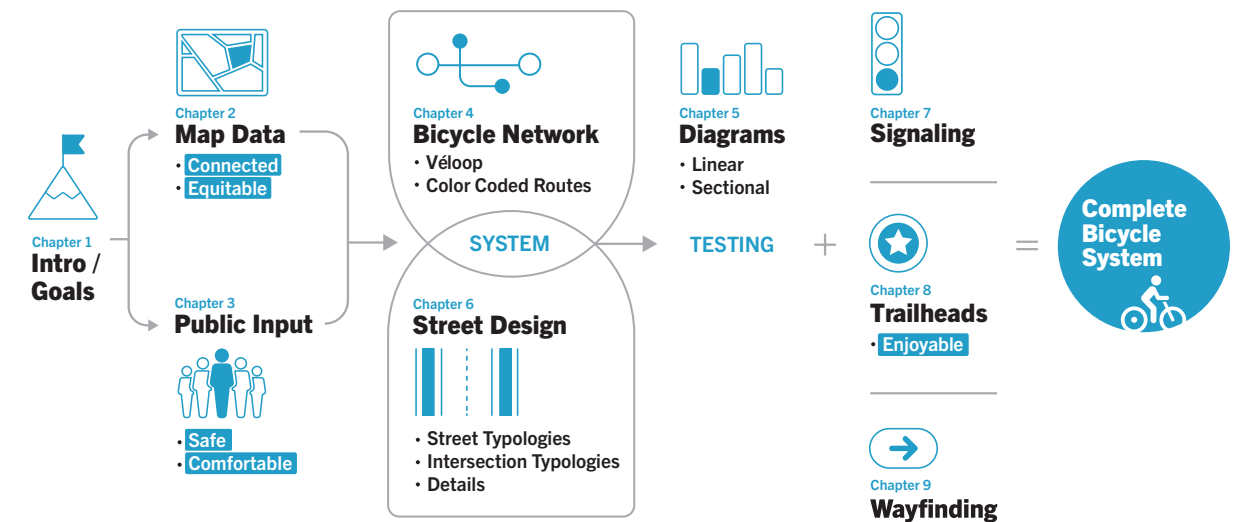 Chapter 1
Intro /
Goals
Chapter 2
Map Data
• Connected
• Equitable
Chapter 3
Public Input
• Safe
• Comfortable
Chapter 4
Bicycle Network
• Véloop
• Color Coded Routes
SYSTEM
Chapter 6
Street Design
• Street Typologies
• Intersection Typologies
• Details
Chapter 5
Diagrams
• Linear
• Sectional
TESTING
+
Chapter 7
Signaling
Chapter 8
Trailheads
• Enjoyable
Chapter 9
Wayfinding
=
Complete
Bicycle
System